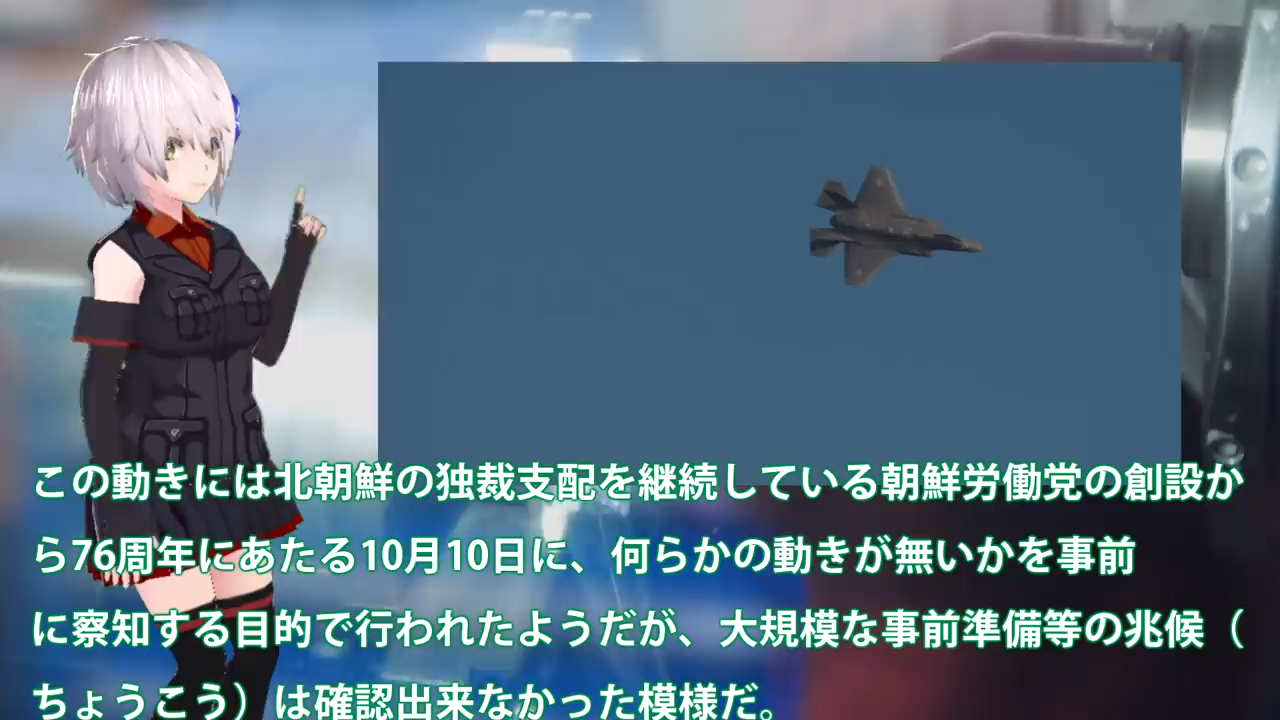 この動きには北朝鮮の独裁支配を継続している朝鮮労働党の創設か
ら76周年にあたる10月10日に、何らかの動きが無いかを事前
に察知する目的で行われたようだが、大規模な事前準備等の兆候（
ちょうこう）は確認出来なかった模様だ。